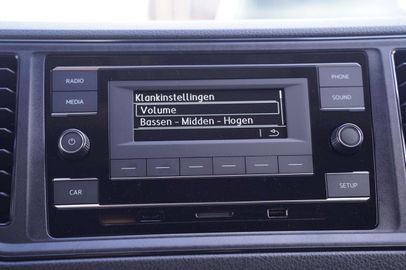 RADIO
PHONE
MEDIA
SOUND
Klankinstellingen
Volume
Bassen - Midden - Hogen
CAR
SETUP